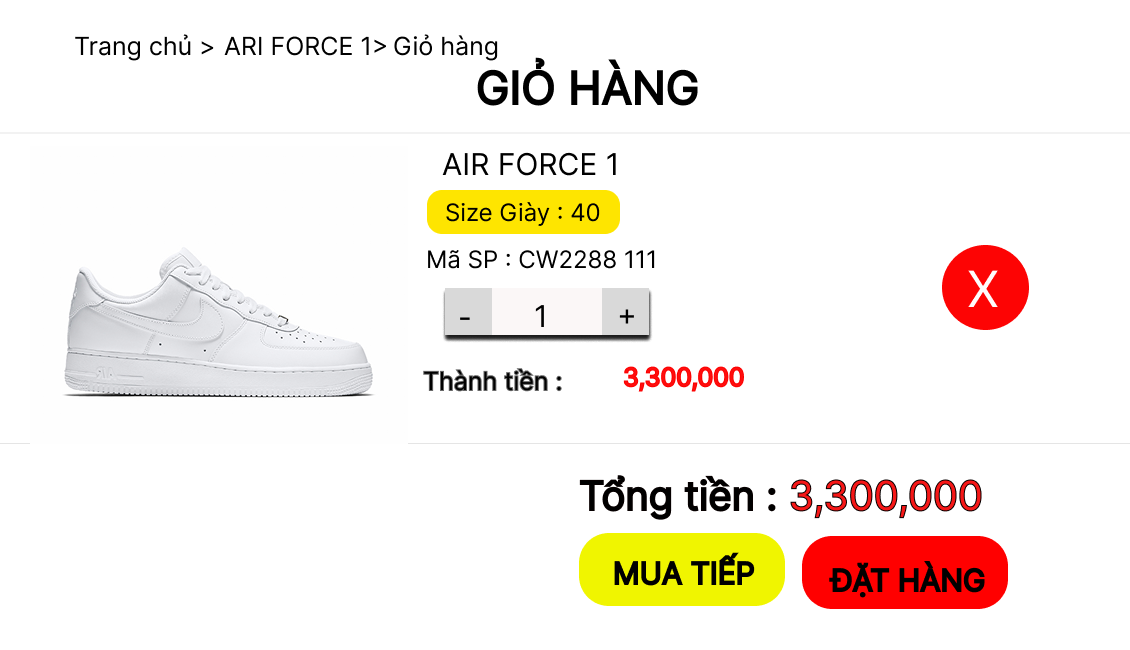 Trang chủ > ARI FORCE 1> Giỏ hàng
GIỎ HÀNG
AIR FORCE 1
Size Giày : 40
Mã SP : CW2288 111
- 1 +
X
Thành tiền : 3,300,000
Tổng tiền : 3,300,000
MUA TIẾP ĐẶT HÀNG